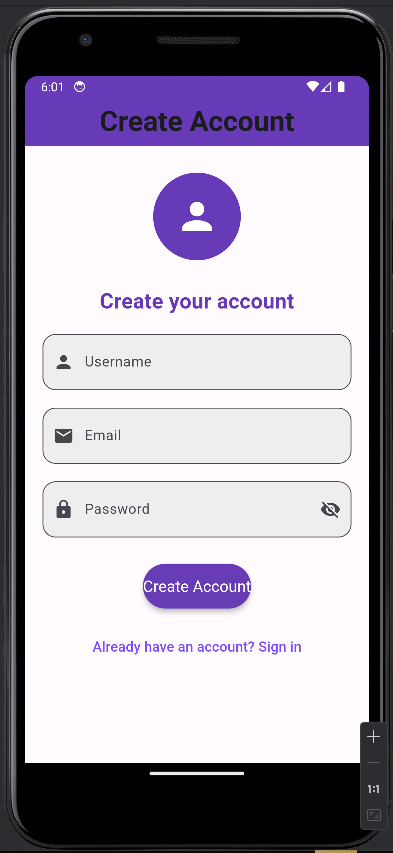 6:01
Create Account
Create your account
Username
Email
Password
Create Account
Already have an account? Sign in
1:1